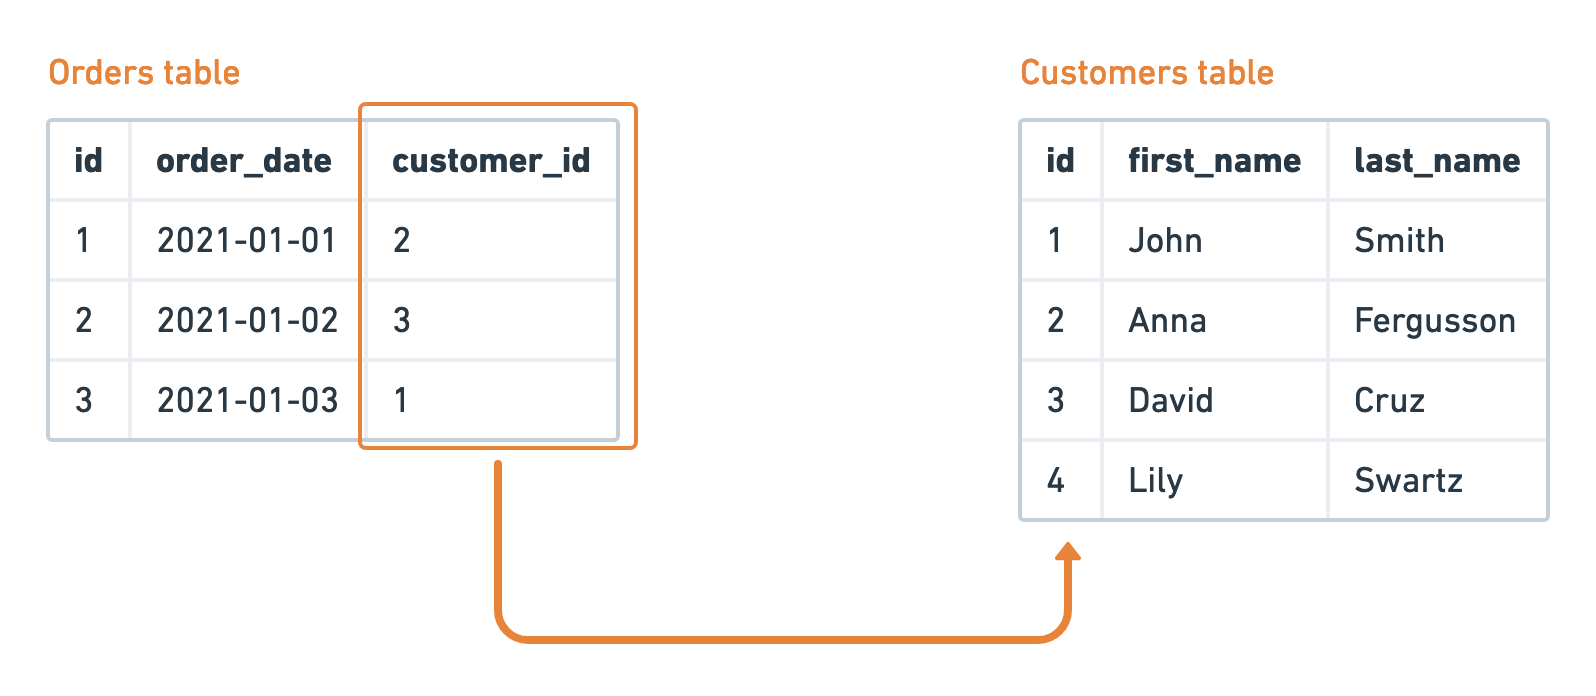 Orders table
id order_date customer_id
1 2021-01-01 2
2 2021-01-02 3
3 2021-01-03 1
Customers table
id first_name last_name
1 John Smith
2 Anna Fergusson
3 David Cruz
4 Lily Swartz